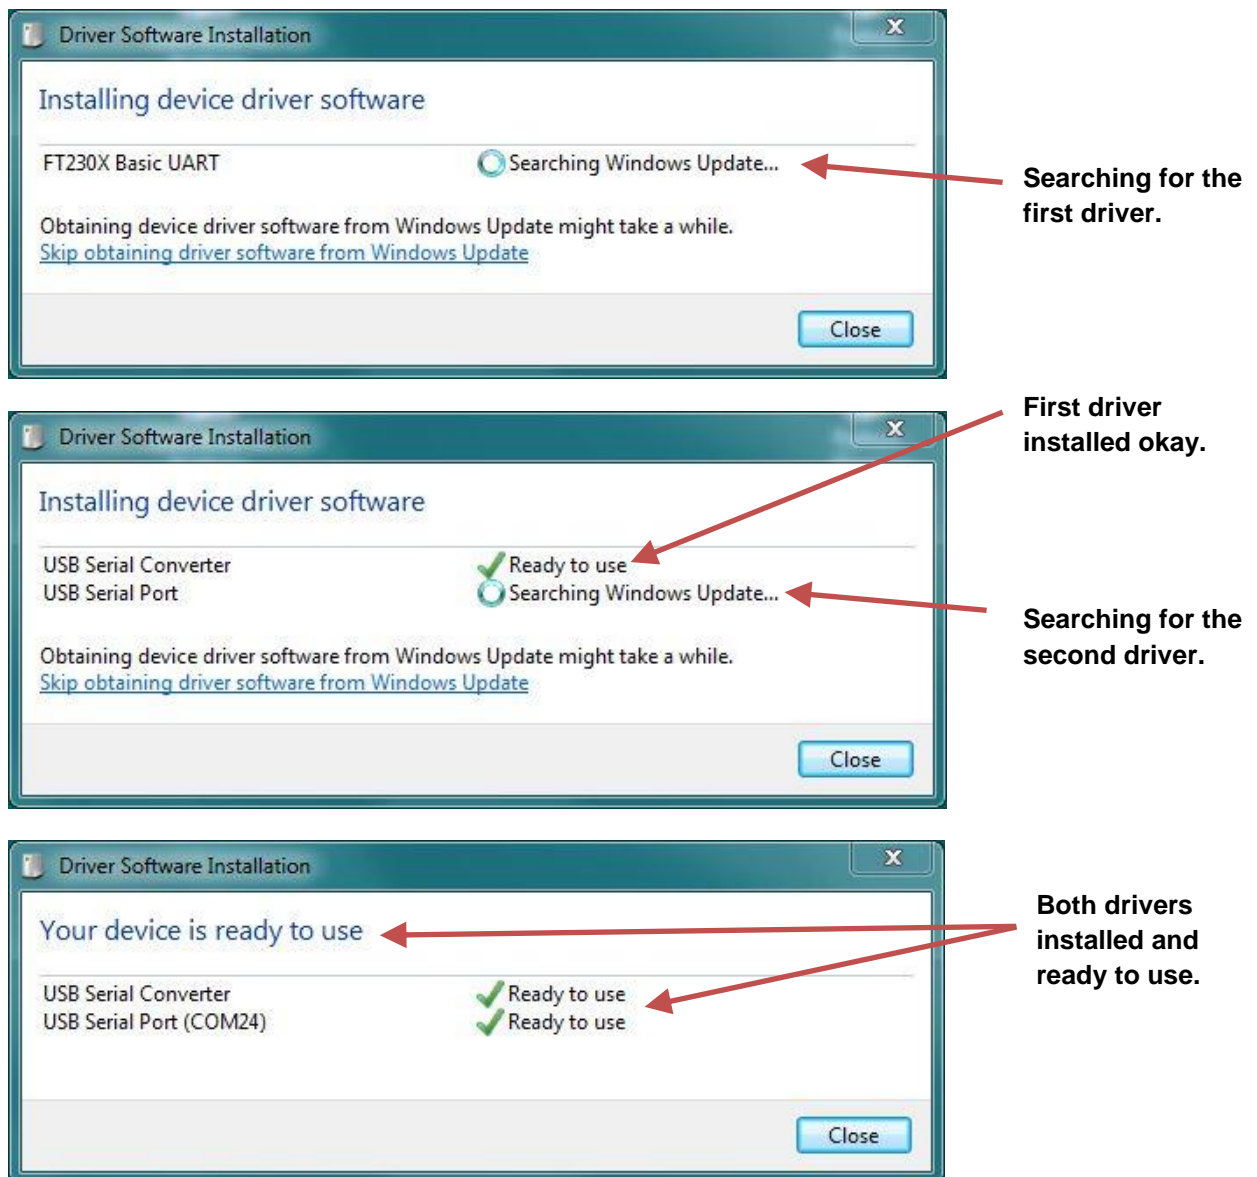 Driver Software Installation
X
Installing device driver software
FT230X Basic UART
Searching Windows Update...
Obtaining device driver software from Windows Update might take a while.
Skip obtaining driver software from Windows Update
Close
Searching for the
first driver.
Driver Software Installation
X
Installing device driver software
USB Serial Converter
Ready to use
USB Serial Port
Searching Windows Update...
Obtaining device driver software from Windows Update might take a while.
Skip obtaining driver software from Windows Update
Close
First driver
installed okay.
Searching for the
second driver.
Driver Software Installation
X
Your device is ready to use
USB Serial Converter
Ready to use
USB Serial Port (COM24)
Ready to use
Close
Both drivers
installed and
ready to use.